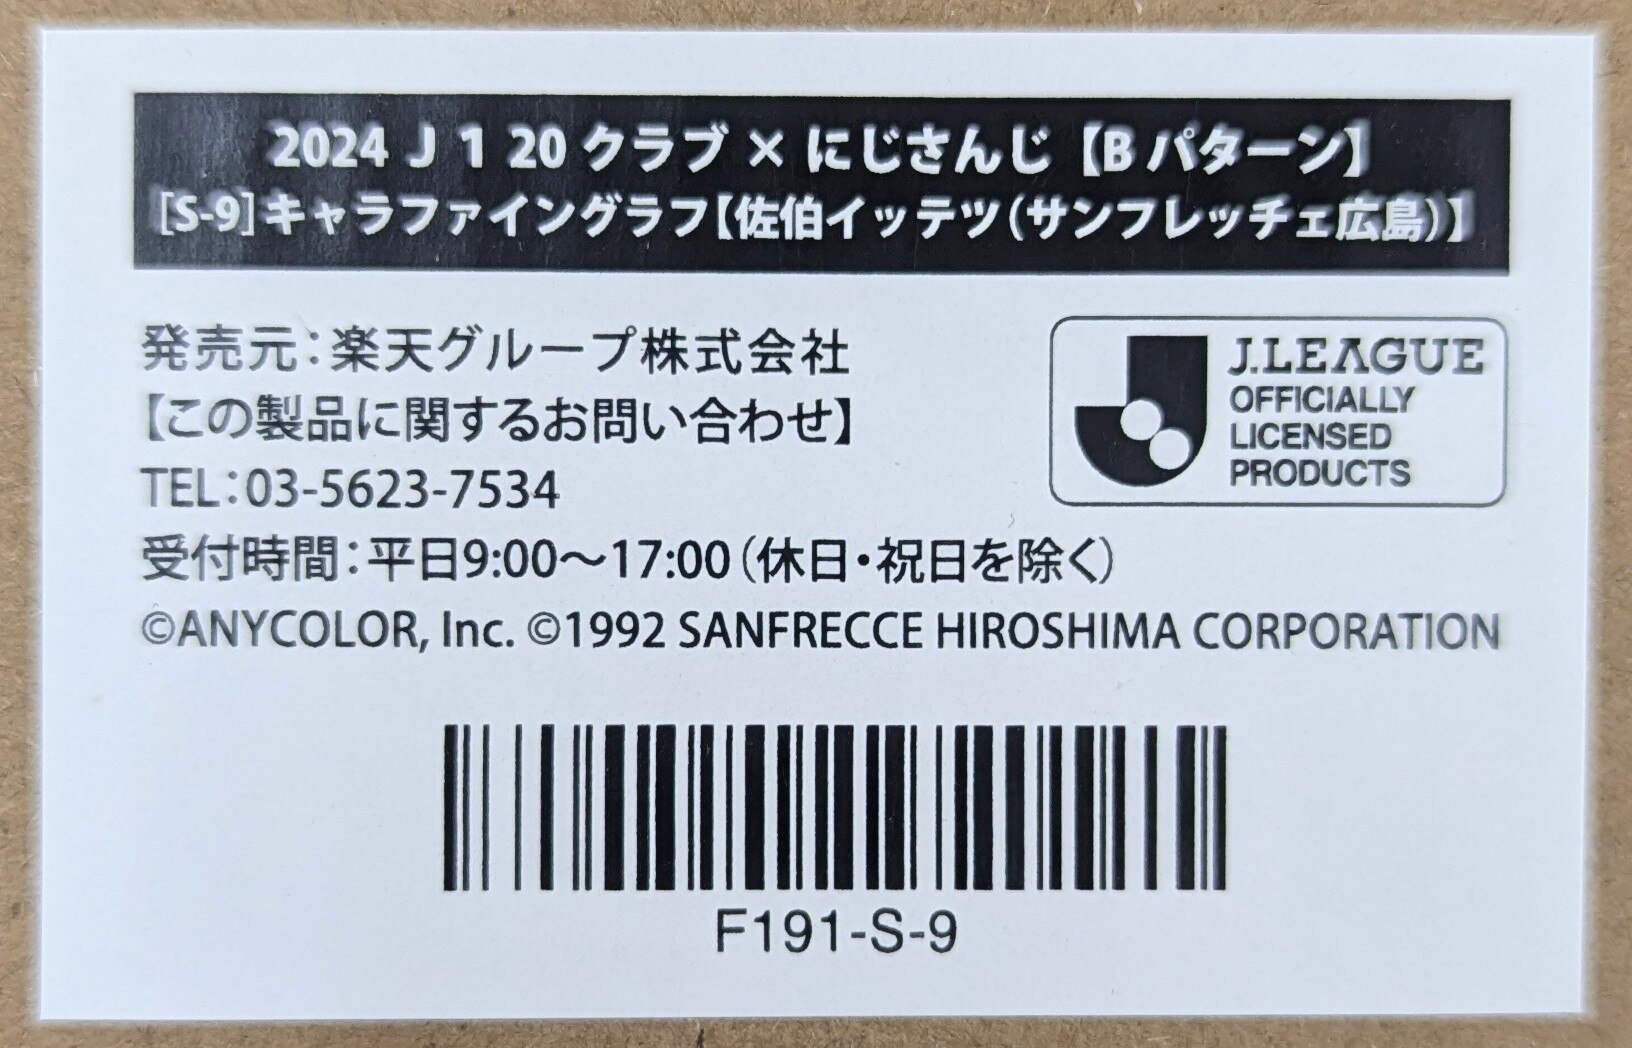 2024 J 1 20 クラブ × にじさんじ【B パターン】
[S-9]キャラファイングラフ【佐伯イッテツ(サンフレッチェ広島)】
発売元：楽天グループ株式会社
【この製品に関するお問い合わせ】
TEL：03-5623-7534
受付時間：平日9:00～17:00（休日・祝日を除く）
©ANYCOLOR, Inc. ©1992 SANFRECCE HIROSHIMA CORPORATION
J.LEAGUE
OFFICIALLY
LICENSED
PRODUCTS
F191-S-9